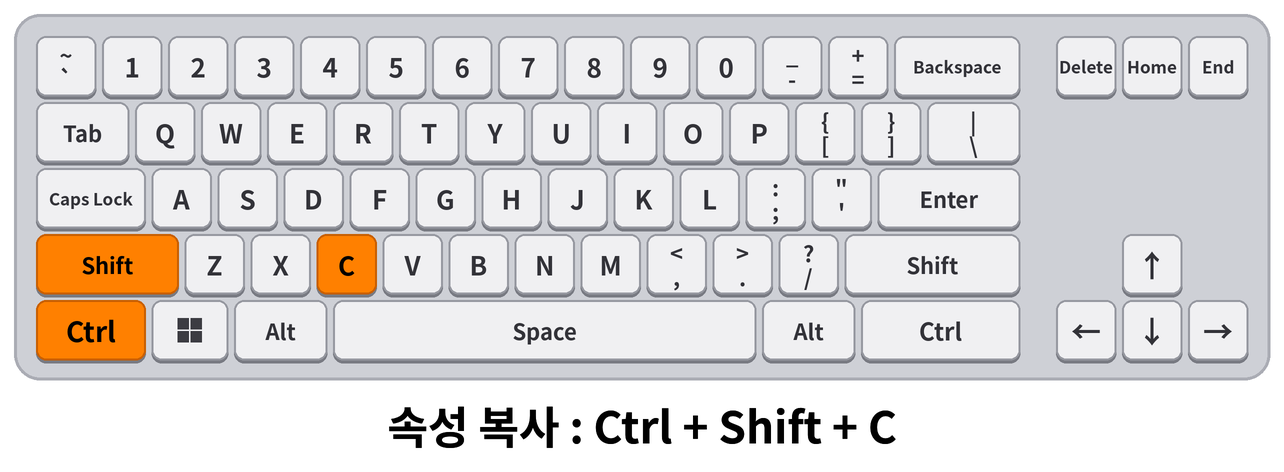 ~ 1 2 3 4 5 6 7 8 9 0 _ + Backspace Delete Home End
` - =
Tab Q W E R T Y U I O P { } |
[ ] \
Caps Lock A S D F G H J K L : " Enter
; '
Shift Z X C V B N M < > ? Shift ↑
, . /
Ctrl Alt Space Alt Ctrl ← ↓ →
속성 복사 : Ctrl + Shift + C